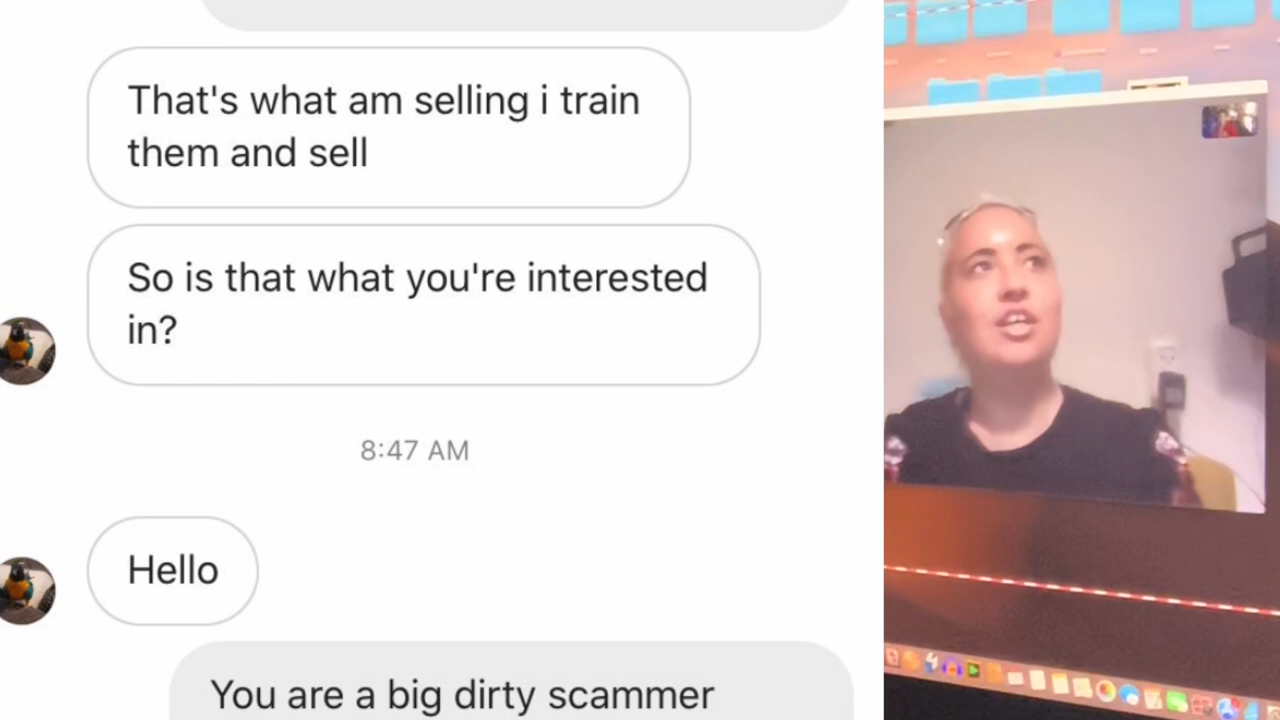 That's what am selling i train
them and sell
So is that what you're interested
in?
8:47 AM
Hello
You are a big dirty scammer